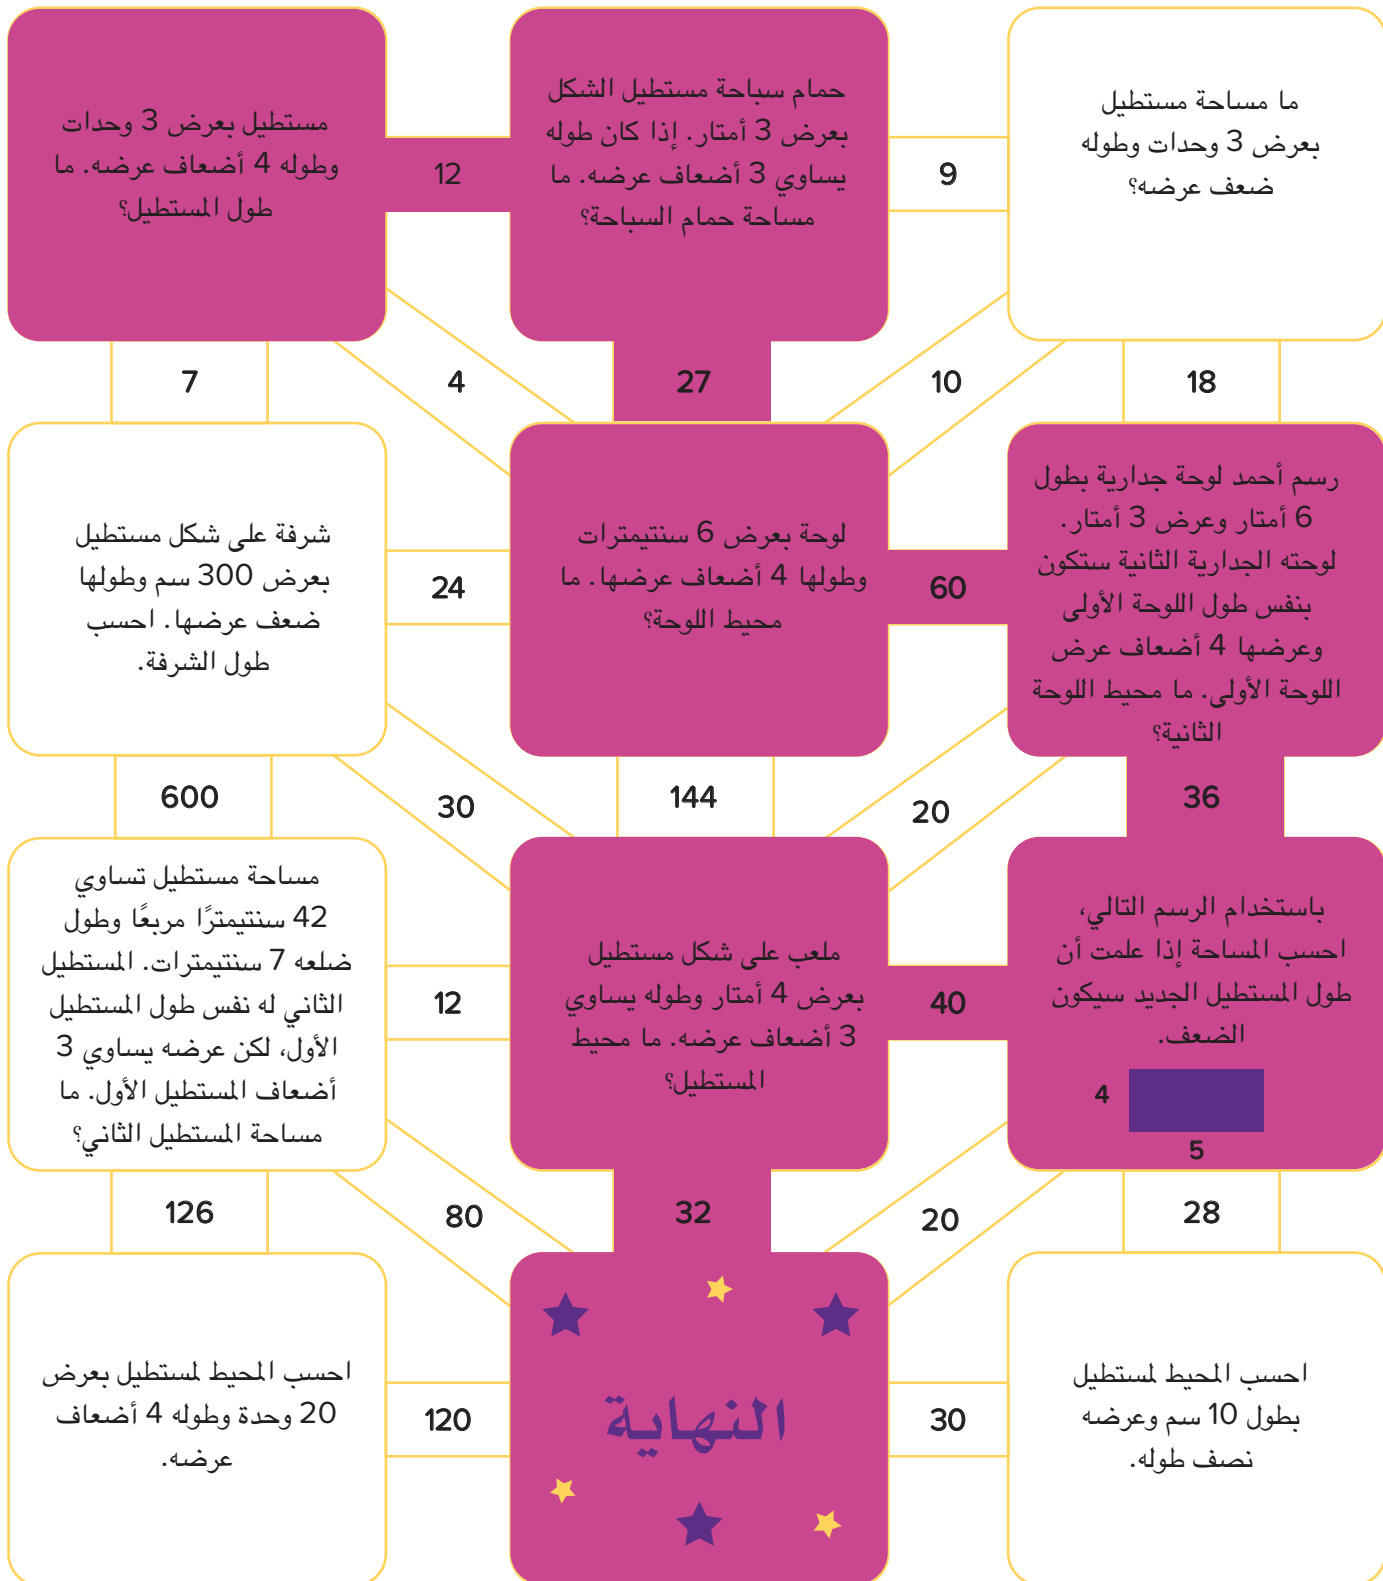 مستطيل بعرض 3 وحدات
وطوله 4 أضعاف عرضه. ما
طول المستطيل؟
12
حمام سباحة مستطيل الشكل
بعرض 3 أمتار. إذا كان طوله
يساوي 3 أضعاف عرضه. ما
مساحة حمام السباحة؟
9
ما مساحة مستطيل
بعرض 3 وحدات وطوله
ضعف عرضه؟
7
4
27
10
18
شرفة على شكل مستطيل
بعرض 300 سم وطولها
ضعف عرضها. احسب
طول الشرفة.
24
لوحة بعرض 6 سنتيمترات
وطولها 4 أضعاف عرضها. ما
محيط اللوحة؟
60
رسم أحمد لوحة جدارية بطول
6 أمتار وعرض 3 أمتار.
لوحته الجدارية الثانية ستكون
بنفس طول اللوحة الأولى
وعرضها 4 أضعاف عرض
اللوحة الأولى. ما محيط اللوحة
الثانية؟
600
30
144
20
36
مساحة مستطيل تساوي
42 سنتيمترًا مربعًا وطول
ضلعه 7 سنتيمترات. المستطيل
الثاني له نفس طول المستطيل
الأول، لكن عرضه يساوي 3
أضعاف المستطيل الأول. ما
مساحة المستطيل الثاني؟
12
ملعب على شكل مستطيل
بعرض 4 أمتار وطوله يساوي
3 أضعاف عرضه. ما محيط
المستطيل؟
40
باستخدام الرسم التالي،
احسب المساحة إذا علمت أن
طول المستطيل الجديد سيكون
الضعف.
4
5
126
80
32
20
28
احسب المحيط لمستطيل بعرض
20 وحدة وطوله 4 أضعاف
عرضه.
120
النهاية
30
احسب المحيط لمستطيل
بطول 10 سم وعرضه
نصف طوله.